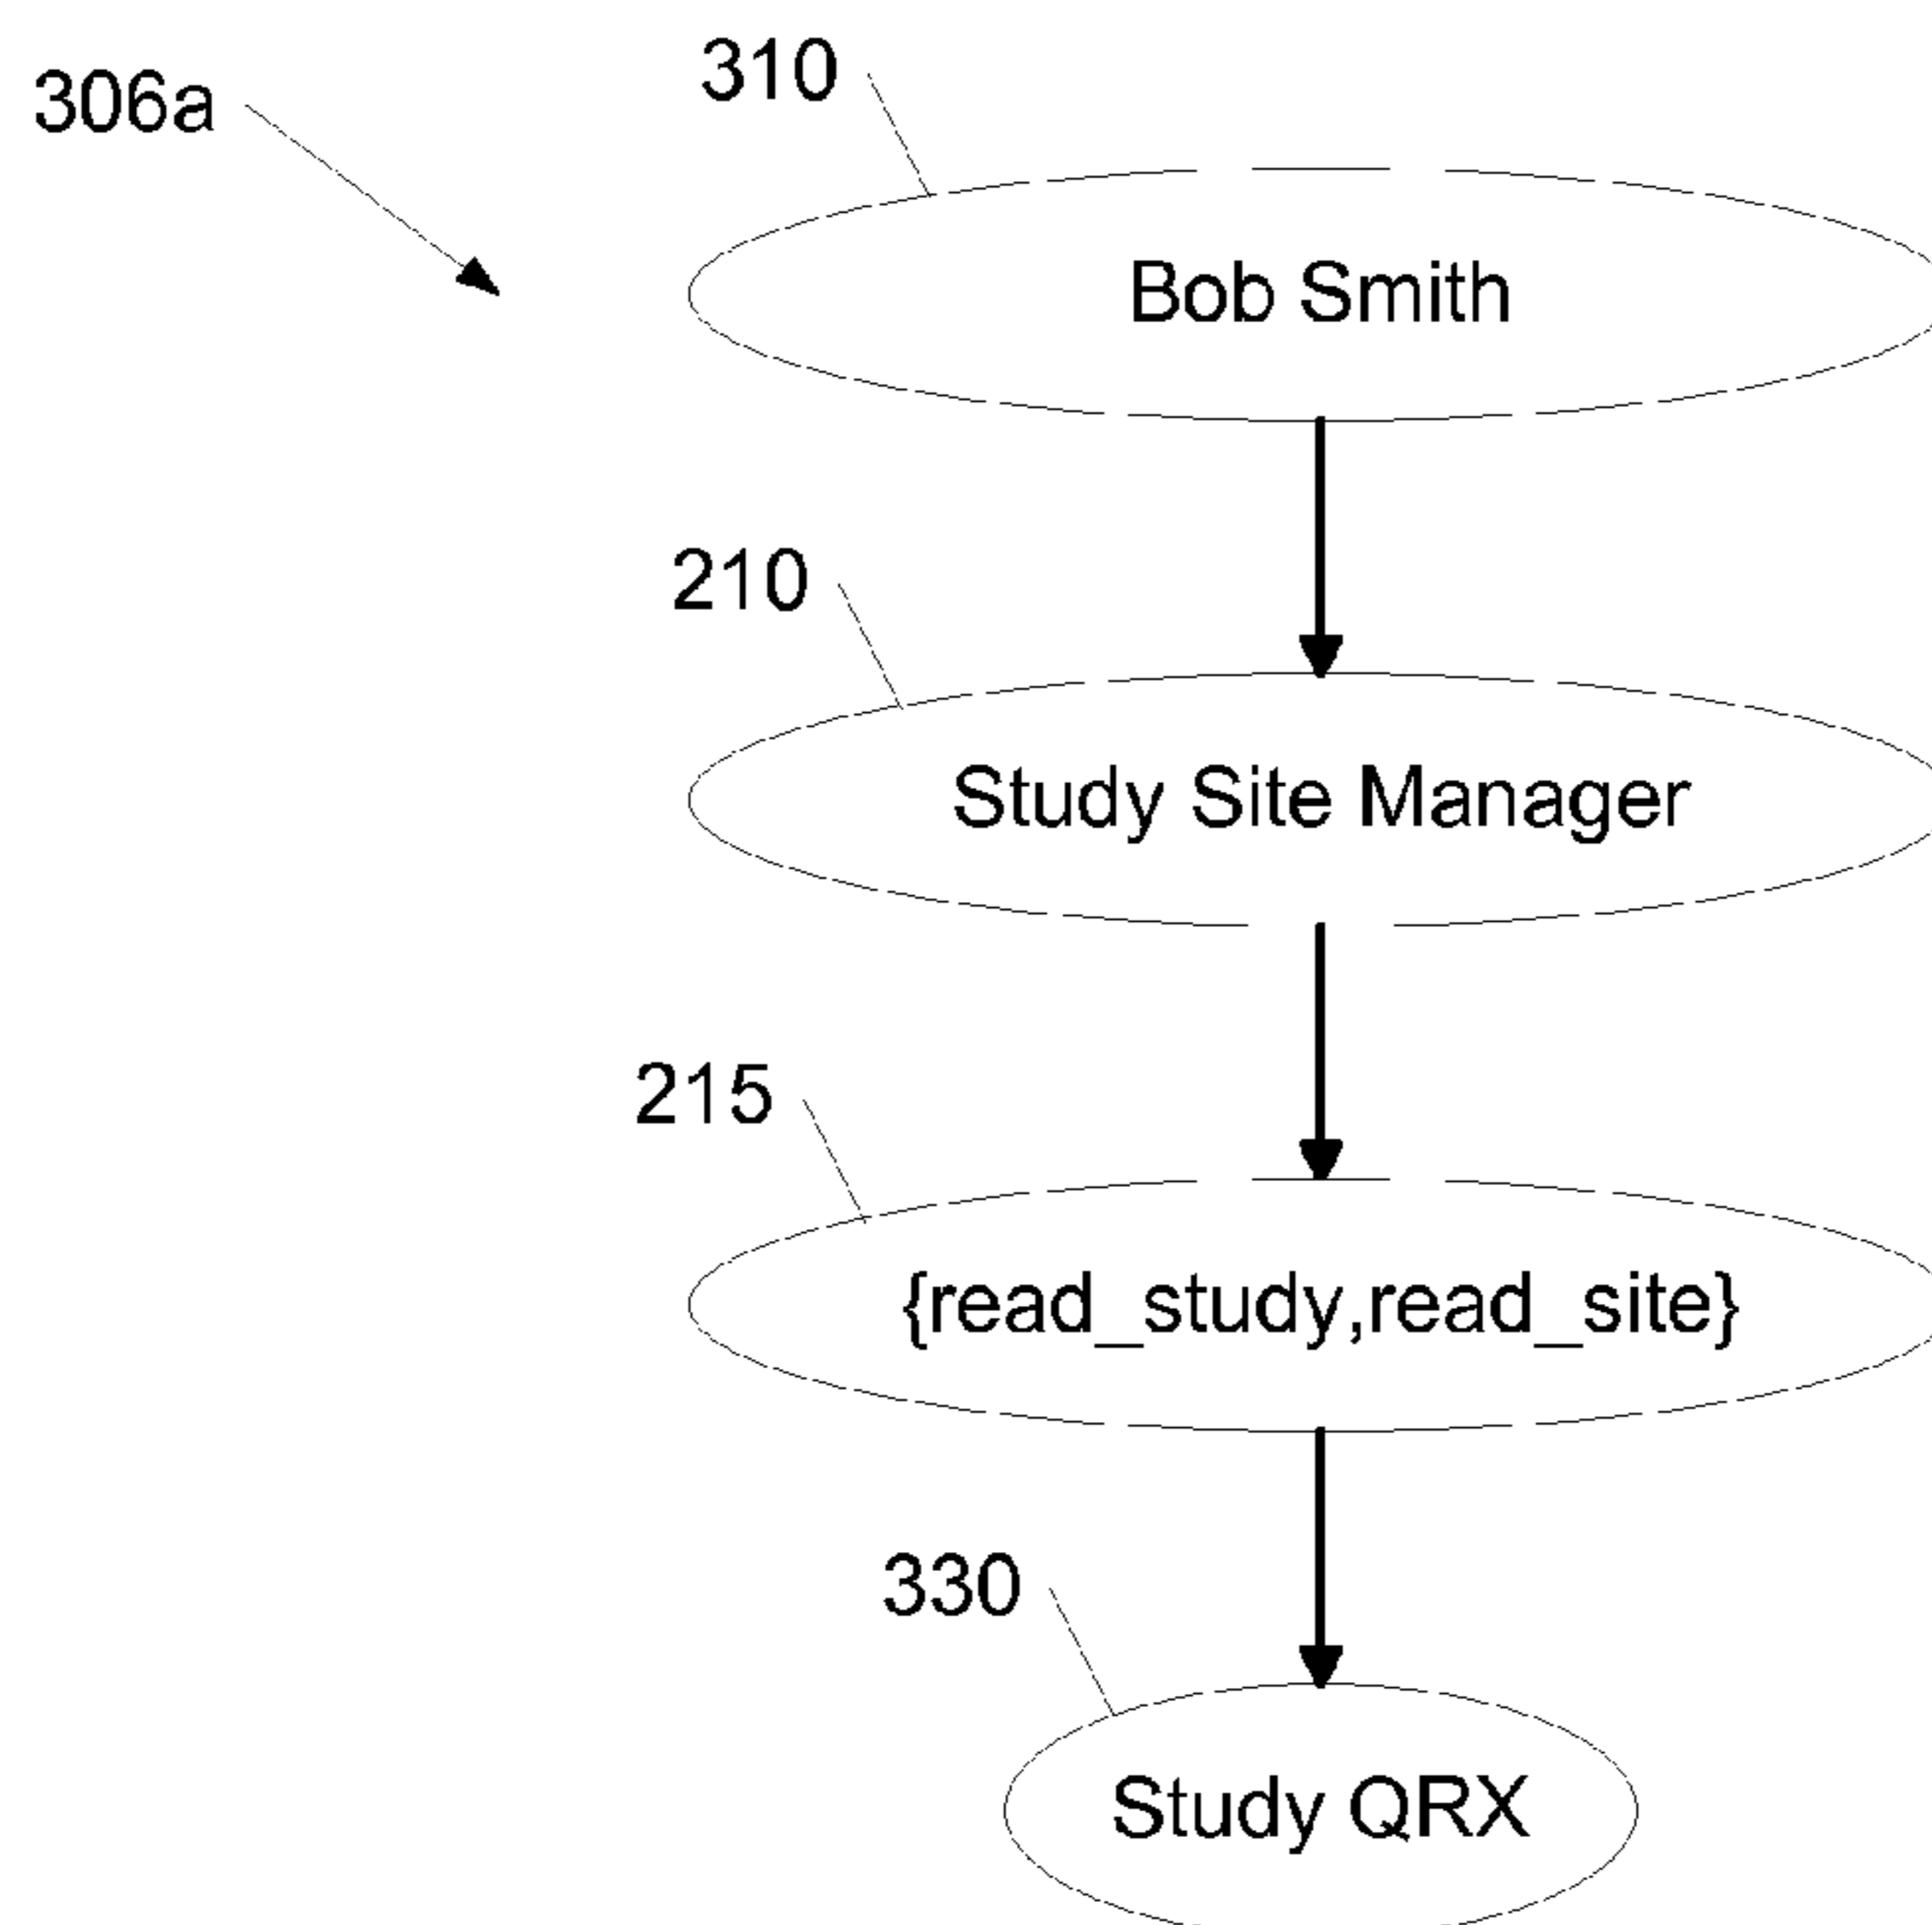 310
306a
Bob Smith
210
Study Site Manager
215
{read_study,read_site}
330
Study QRX